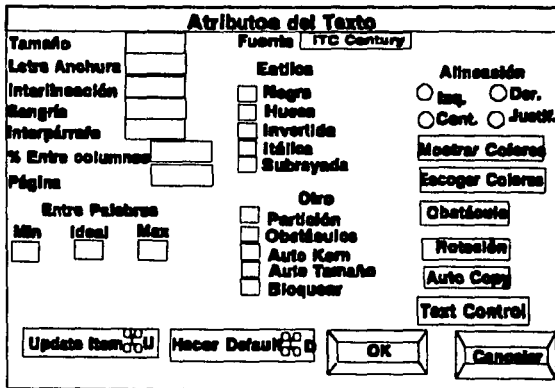 Atributos del Texto
Tamaño
Letra Anchura
Interlineación
Sangría
Interpárrafo
% Entre columnas
Página
Entre Palabras
Min Ideal Max
Fuente ITC Century
Estilos
Negra
Hueca
Invertida
Itálica
Subrayada
Otro
Partición
Obstáculos
Auto Kern
Auto Tamaño
Bloquear
Alineación
Izq. Der.
Cent. Justif.
Mostrar Colores
Escoger Colores
Obstáculo
Rotación
Auto Copy
Text Control
Update Item ⌘ U
Hacer Default ⌘ D
OK
Cancelar